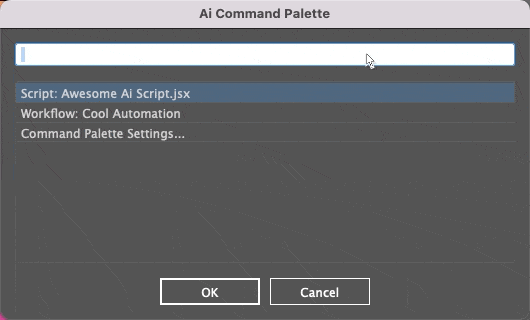 Ai Command Palette
Script: Awesome Ai Script.jsx
Workflow: Cool Automation
Command Palette Settings...
OK
Cancel